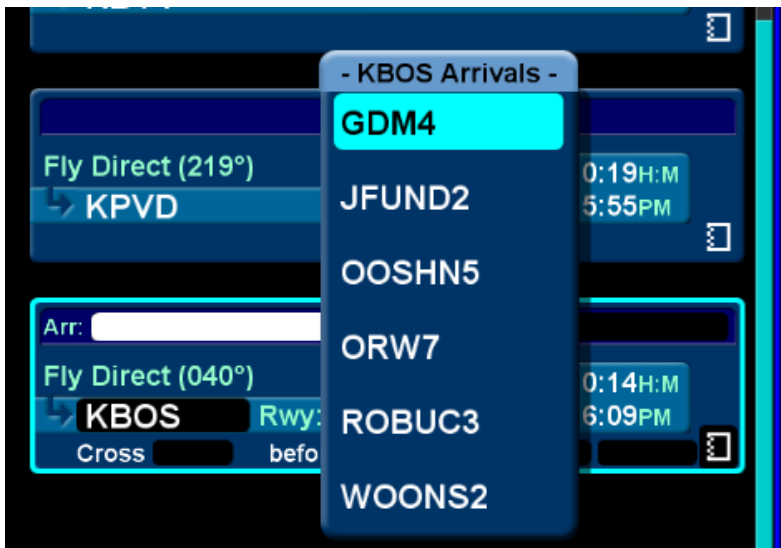 - KBOS Arrivals -
GDM4
JFUND2
OOSHN5
ORW7
ROBUC3
WOONS2
Fly Direct (219°)
KPVD
0:19H:M
5:55PM
Arr:
Fly Direct (040°)
KBOS Rwy:
0:14H:M
6:09PM
Cross befo